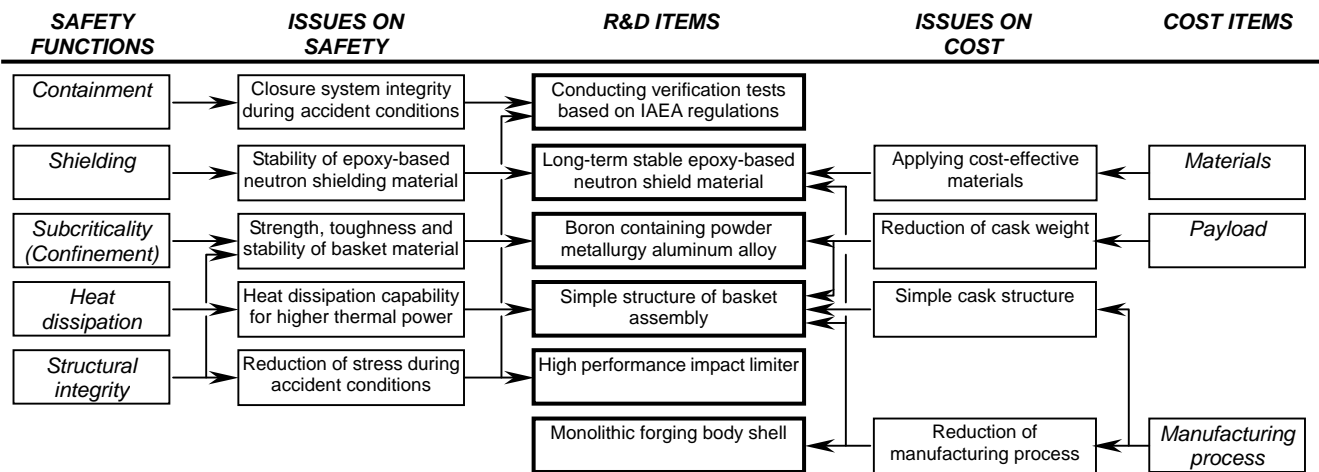 SAFETY
FUNCTIONS
ISSUES ON
SAFETY
R&D ITEMS
ISSUES ON
COST
COST ITEMS
Containment
Closure system integrity
during accident conditions
Conducting verification tests
based on IAEA regulations
Shielding
Stability of epoxy-based
neutron shielding material
Long-term stable epoxy-based
neutron shield material
Applying cost-effective
materials
Materials
Subcriticality
(Confinement)
Strength, toughness and
stability of basket material
Boron containing powder
metallurgy aluminum alloy
Reduction of cask weight
Payload
Heat
dissipation
Heat dissipation capability
for higher thermal power
Simple structure of basket
assembly
Simple cask structure
Structural
integrity
Reduction of stress during
accident conditions
High performance impact limiter
Monolithic forging body shell
Reduction of
manufacturing process
Manufacturing
process